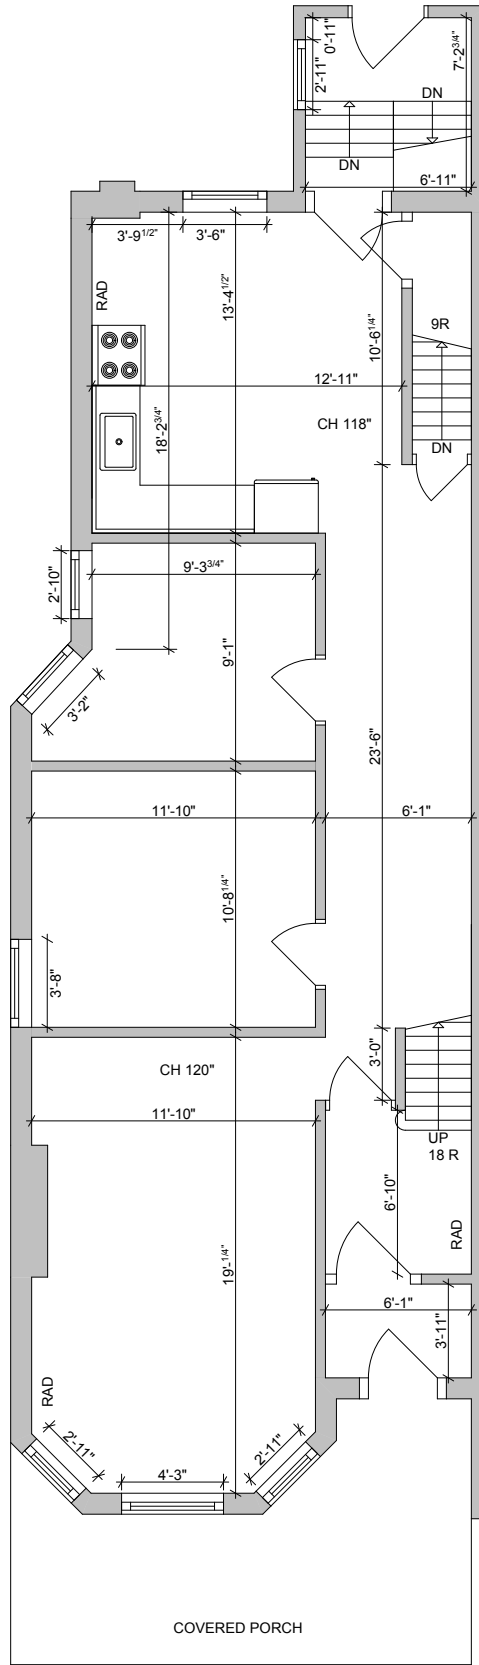 0'-11"
2'-11"
7'-2 3/4"
DN
DN
6'-11"
3'-9 1/2"
3'-6"
RAD
13'-4 1/2"
10'-6 1/4"
9R
12'-11"
CH 118"
18'-2 3/4"
DN
2'-10"
9'-3 3/4"
9'-1"
3'-2"
23'-6"
11'-10"
6'-1"
10'-8 1/4"
3'-8"
3'-0"
CH 120"
11'-10"
UP
18 R
6'-10"
RAD
19'- 1/4"
6'-1"
3'-11"
RAD
2'-11"
4'-3"
2'-11"
COVERED PORCH